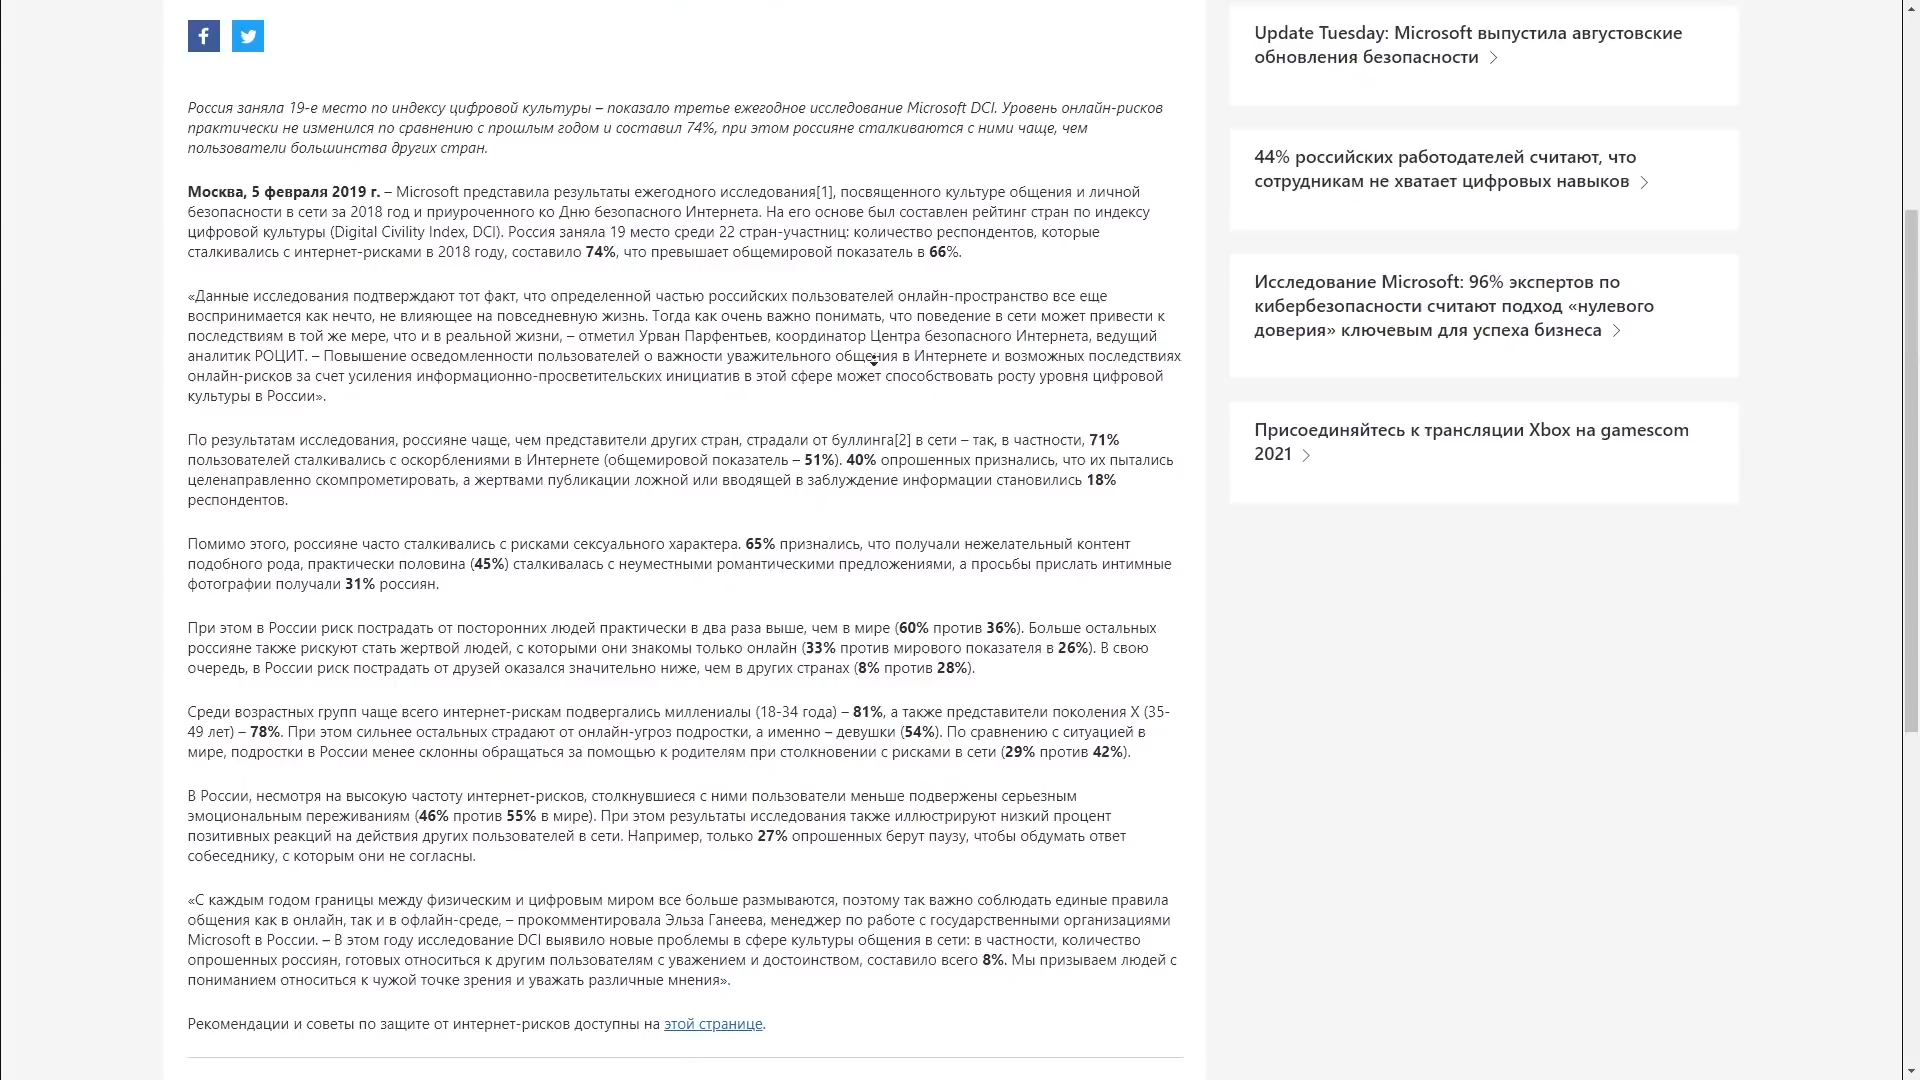 Россия заняла 19-е место по индексу цифровой культуры – показало третье ежегодное исследование Microsoft DCI. Уровень онлайн-рисков
практически не изменился по сравнению с прошлым годом и составил 74%, при этом россияне сталкиваются с ними чаще, чем
пользователи большинства других стран.
Москва, 5 февраля 2019 г. – Microsoft представила результаты ежегодного исследования[1], посвященного культуре общения и личной
безопасности в сети за 2018 год и приуроченного ко Дню безопасного Интернета. На его основе был составлен рейтинг стран по индексу
цифровой культуры (Digital Civility Index, DCI). Россия заняла 19 место среди 22 стран-участниц: количество респондентов, которые
сталкивались с интернет-рисками в 2018 году, составило 74%, что превышает общемировой показатель в 66%.
«Данные исследования подтверждают тот факт, что определенной частью российских пользователей онлайн-пространство все еще
воспринимается как нечто, не влияющее на повседневную жизнь. Тогда как очень важно понимать, что поведение в сети может привести к
последствиям в той же мере, что и в реальной жизни, – отметил Урван Парфентьев, координатор Центра безопасного Интернета, ведущий
аналитик РОЦИТ. – Повышение осведомленности пользователей о важности уважительного общения в Интернете и возможных последствиях
онлайн-рисков за счет усиления информационно-просветительских инициатив в этой сфере может способствовать росту уровня цифровой
культуры в России».
По результатам исследования, россияне чаще, чем представители других стран, страдали от буллинга[2] в сети – так, в частности, 71%
пользователей сталкивались с оскорблениями в Интернете (общемировой показатель – 51%). 40% опрошенных признались, что их пытались
целенаправленно скомпрометировать, а жертвами публикации ложной или вводящей в заблуждение информации становились 18%
респондентов.
Помимо этого, россияне часто сталкивались с рисками сексуального характера. 65% признались, что получали нежелательный контент
подобного рода, практически половина (45%) сталкивалась с неуместными романтическими предложениями, а просьбы прислать интимные
фотографии получали 31% россиян.
При этом в России риск пострадать от посторонних людей практически в два раза выше, чем в мире (60% против 36%). Больше остальных
россияне также рискуют стать жертвой людей, с которыми они знакомы только онлайн (33% против мирового показателя в 26%). В свою
очередь, в России риск пострадать от друзей оказался значительно ниже, чем в других странах (8% против 28%).
Среди возрастных групп чаще всего интернет-рискам подвергались миллениалы (18-34 года) – 81%, а также представители поколения X (35-
49 лет) – 78%. При этом сильнее остальных страдают от онлайн-угроз подростки, а именно – девушки (54%). По сравнению с ситуацией в
мире, подростки в России менее склонны обращаться за помощью к родителям при столкновении с рисками в сети (29% против 42%).
В России, несмотря на высокую частоту интернет-рисков, столкнувшиеся с ними пользователи меньше подвержены серьезным
эмоциональным переживаниям (46% против 55% в мире). При этом результаты исследования также иллюстрируют низкий процент
позитивных реакций на действия других пользователей в сети. Например, только 27% опрошенных берут паузу, чтобы обдумать ответ
собеседнику, с которым они не согласны.
«С каждым годом границы между физическим и цифровым миром все больше размываются, поэтому так важно соблюдать единые правила
общения как в онлайн, так и в офлайн-среде, – прокомментировала Эльза Ганеева, менеджер по работе с государственными организациями
Microsoft в России. – В этом году исследование DCI выявило новые проблемы в сфере культуры общения в сети: в частности, количество
опрошенных россиян, готовых относиться к другим пользователям с уважением и достоинством, составило всего 8%. Мы призываем людей с
пониманием относиться к чужой точке зрения и уважать различные мнения».
Рекомендации и советы по защите от интернет-рисков доступны на этой странице.
Update Tuesday: Microsoft выпустила августовские
обновления безопасности
44% российских работодателей считают, что
сотрудникам не хватает цифровых навыков
Исследование Microsoft: 96% экспертов по
кибербезопасности считают подход «нулевого
доверия» ключевым для успеха бизнеса
Присоединяйтесь к трансляции Xbox на gamescom
2021